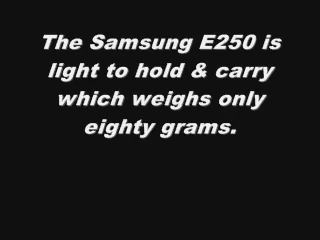 The Samsung E250 is
light to hold & carry
which weighs only
eighty grams.